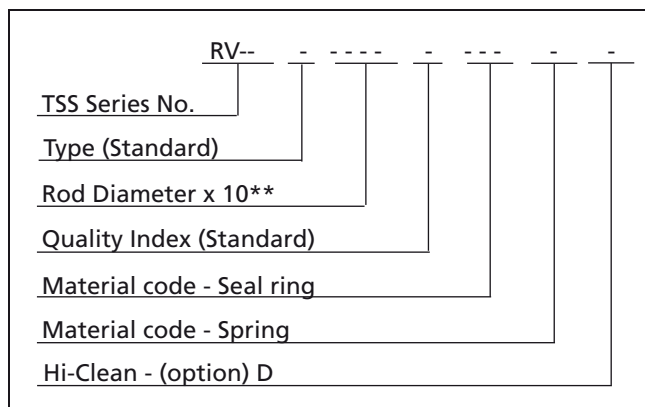 RV-- - - - - - - - - - - -
TSS Series No.
Type (Standard)
Rod Diameter x 10**
Quality Index (Standard)
Material code - Seal ring
Material code - Spring
Hi-Clean - (option) D